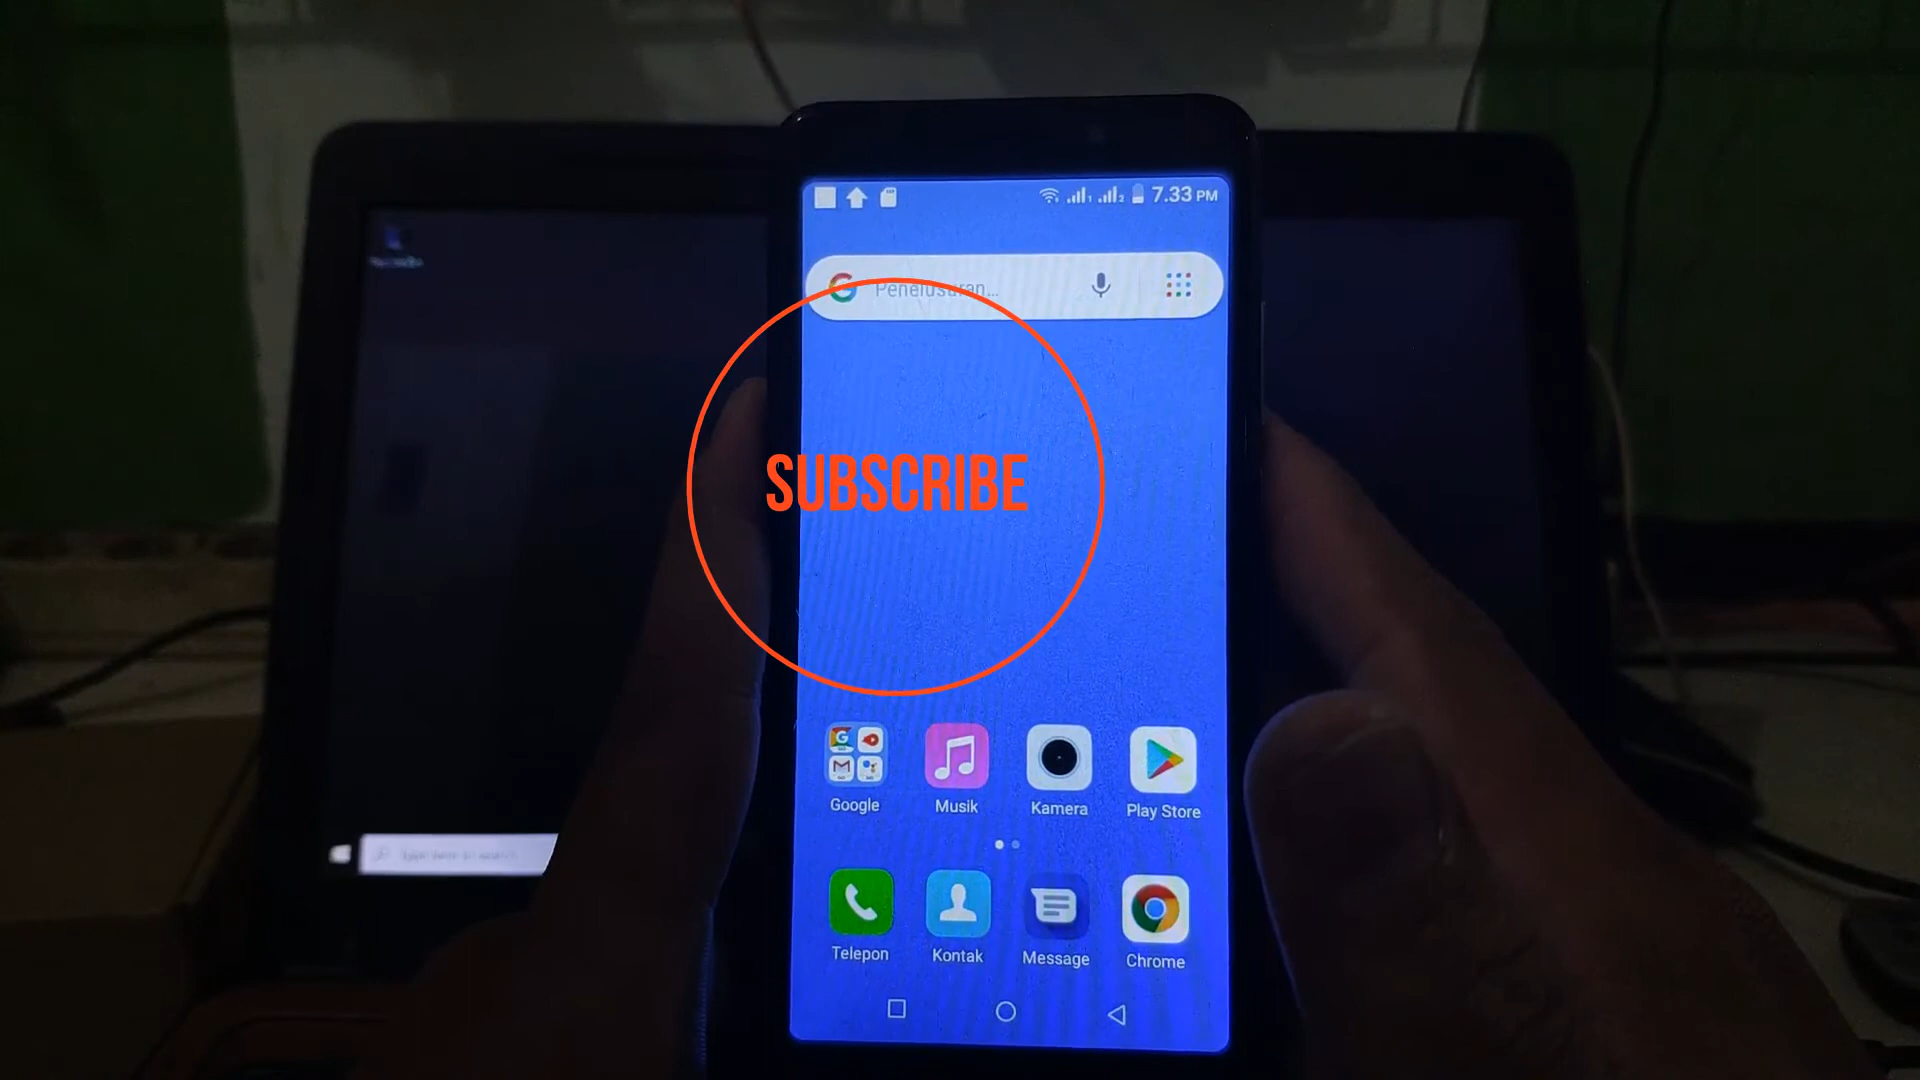 7.33 PM
Penelusuran...
SUBSCRIBE
Google
Musik
Kamera
Play Store
Telepon
Kontak
Message
Chrome